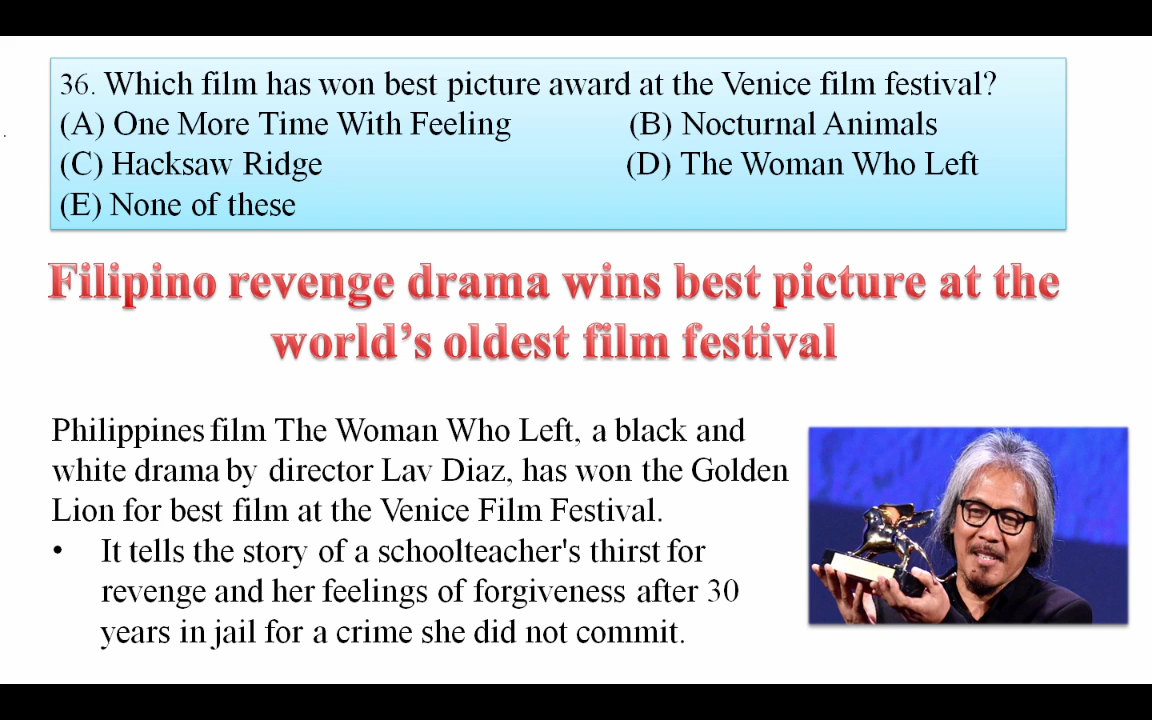 36. Which film has won best picture award at the Venice film festival?
(A) One More Time With Feeling (B) Nocturnal Animals
(C) Hacksaw Ridge (D) The Woman Who Left
(E) None of these
Filipino revenge drama wins best picture at the
world’s oldest film festival
Philippines film The Woman Who Left, a black and
white drama by director Lav Diaz, has won the Golden
Lion for best film at the Venice Film Festival.
• It tells the story of a schoolteacher's thirst for
revenge and her feelings of forgiveness after 30
years in jail for a crime she did not commit.